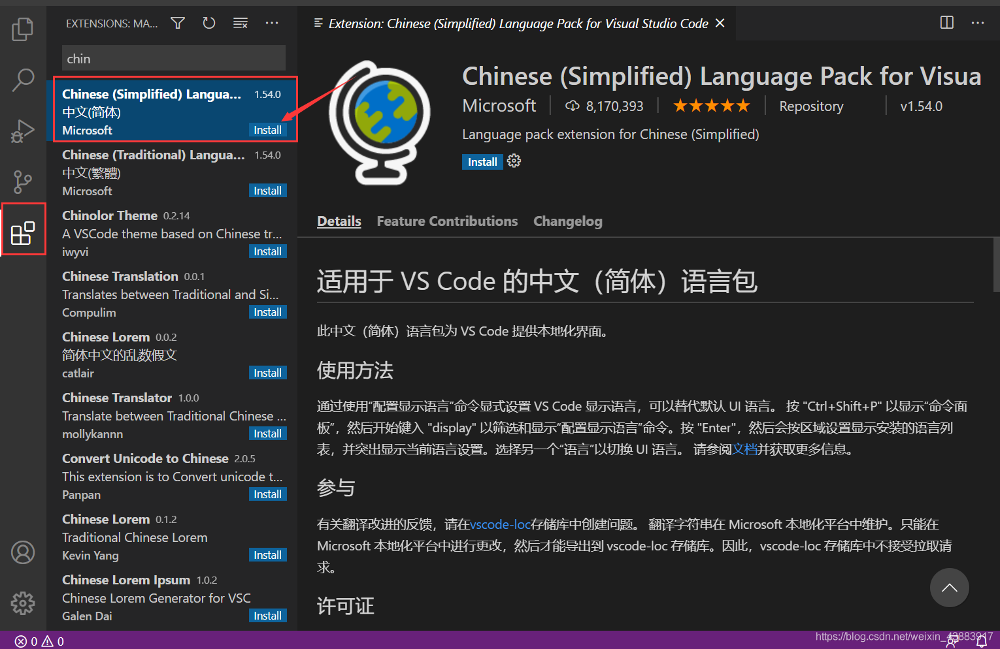 EXTENSIONS: MA...
chin
Chinese (Simplified) Langua... 1.54.0
中文(简体)
Microsoft Install
Chinese (Traditional) Langua... 1.54.0
中文(繁體)
Microsoft Install
Chinolor Theme 0.2.14
A VSCode theme based on Chinese tr...
iwyvi Install
Chinese Translation 0.0.1
Translates between Traditional and Si...
Compulim Install
Chinese Lorem 0.0.2
简体中文的乱数假文
catlair Install
Chinese Translator 1.0.0
Translate between Traditional Chinese ...
mollykannn Install
Convert Unicode to Chinese 2.0.5
This extension is to Convert unicode t...
Panpan Install
Chinese Lorem 0.1.2
Traditional Chinese Lorem
Kevin Yang Install
Chinese Lorem Ipsum 1.0.2
Chinese Lorem Generator for VSC
Galen Dai Install
Extension: Chinese (Simplified) Language Pack for Visual Studio Code
Chinese (Simplified) Language Pack for Visua
Microsoft 8,170,393 Repository v1.54.0
Language pack extension for Chinese (Simplified)
Install
Details Feature Contributions Changelog
适用于 VS Code 的中文（简体）语言包
此中文（简体）语言包为 VS Code 提供本地化界面。
使用方法
通过使用“配置显示语言”命令显式设置 VS Code 显示语言，可以替代默认 UI 语言。 按 "Ctrl+Shift+P" 以显示“命令面
板”，然后开始键入 "display" 以筛选和显示“配置显示语言”命令。按 "Enter"，然后会按区域设置显示安装的语言列
表，并突出显示当前语言设置。选择另一个“语言”以切换 UI 语言。 请参阅文档并获取更多信息。
参与
有关翻译改进的反馈，请在vscode-loc存储库中创建问题。 翻译字符串在 Microsoft 本地化平台中维护。只能在
Microsoft 本地化平台中进行更改，然后才能导出到 vscode-loc 存储库。因此，vscode-loc 存储库中不接受拉取请
求。
许可证
0 0
https://blog.csdn.net/weixin_43883917